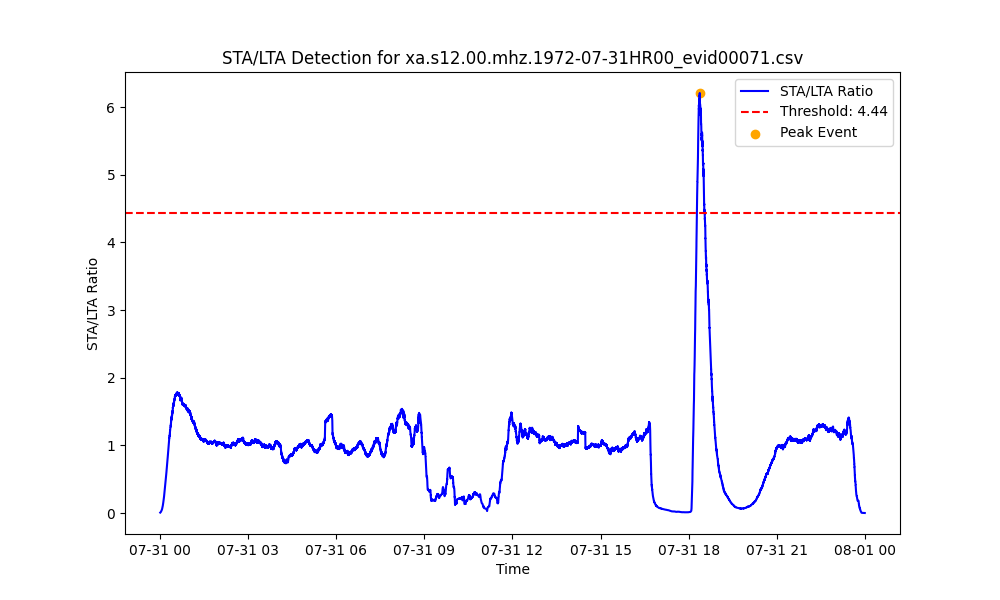 STA/LTA Detection for xa.s12.00.mhz.1972-07-31HR00_evid00071.csv
STA/LTA Ratio
Threshold: 4.44
Peak Event
STA/LTA Ratio
6
5
4
3
2
1
0
07-31 00 07-31 03 07-31 06 07-31 09 07-31 12 07-31 15 07-31 18 07-31 21 08-01 00
Time